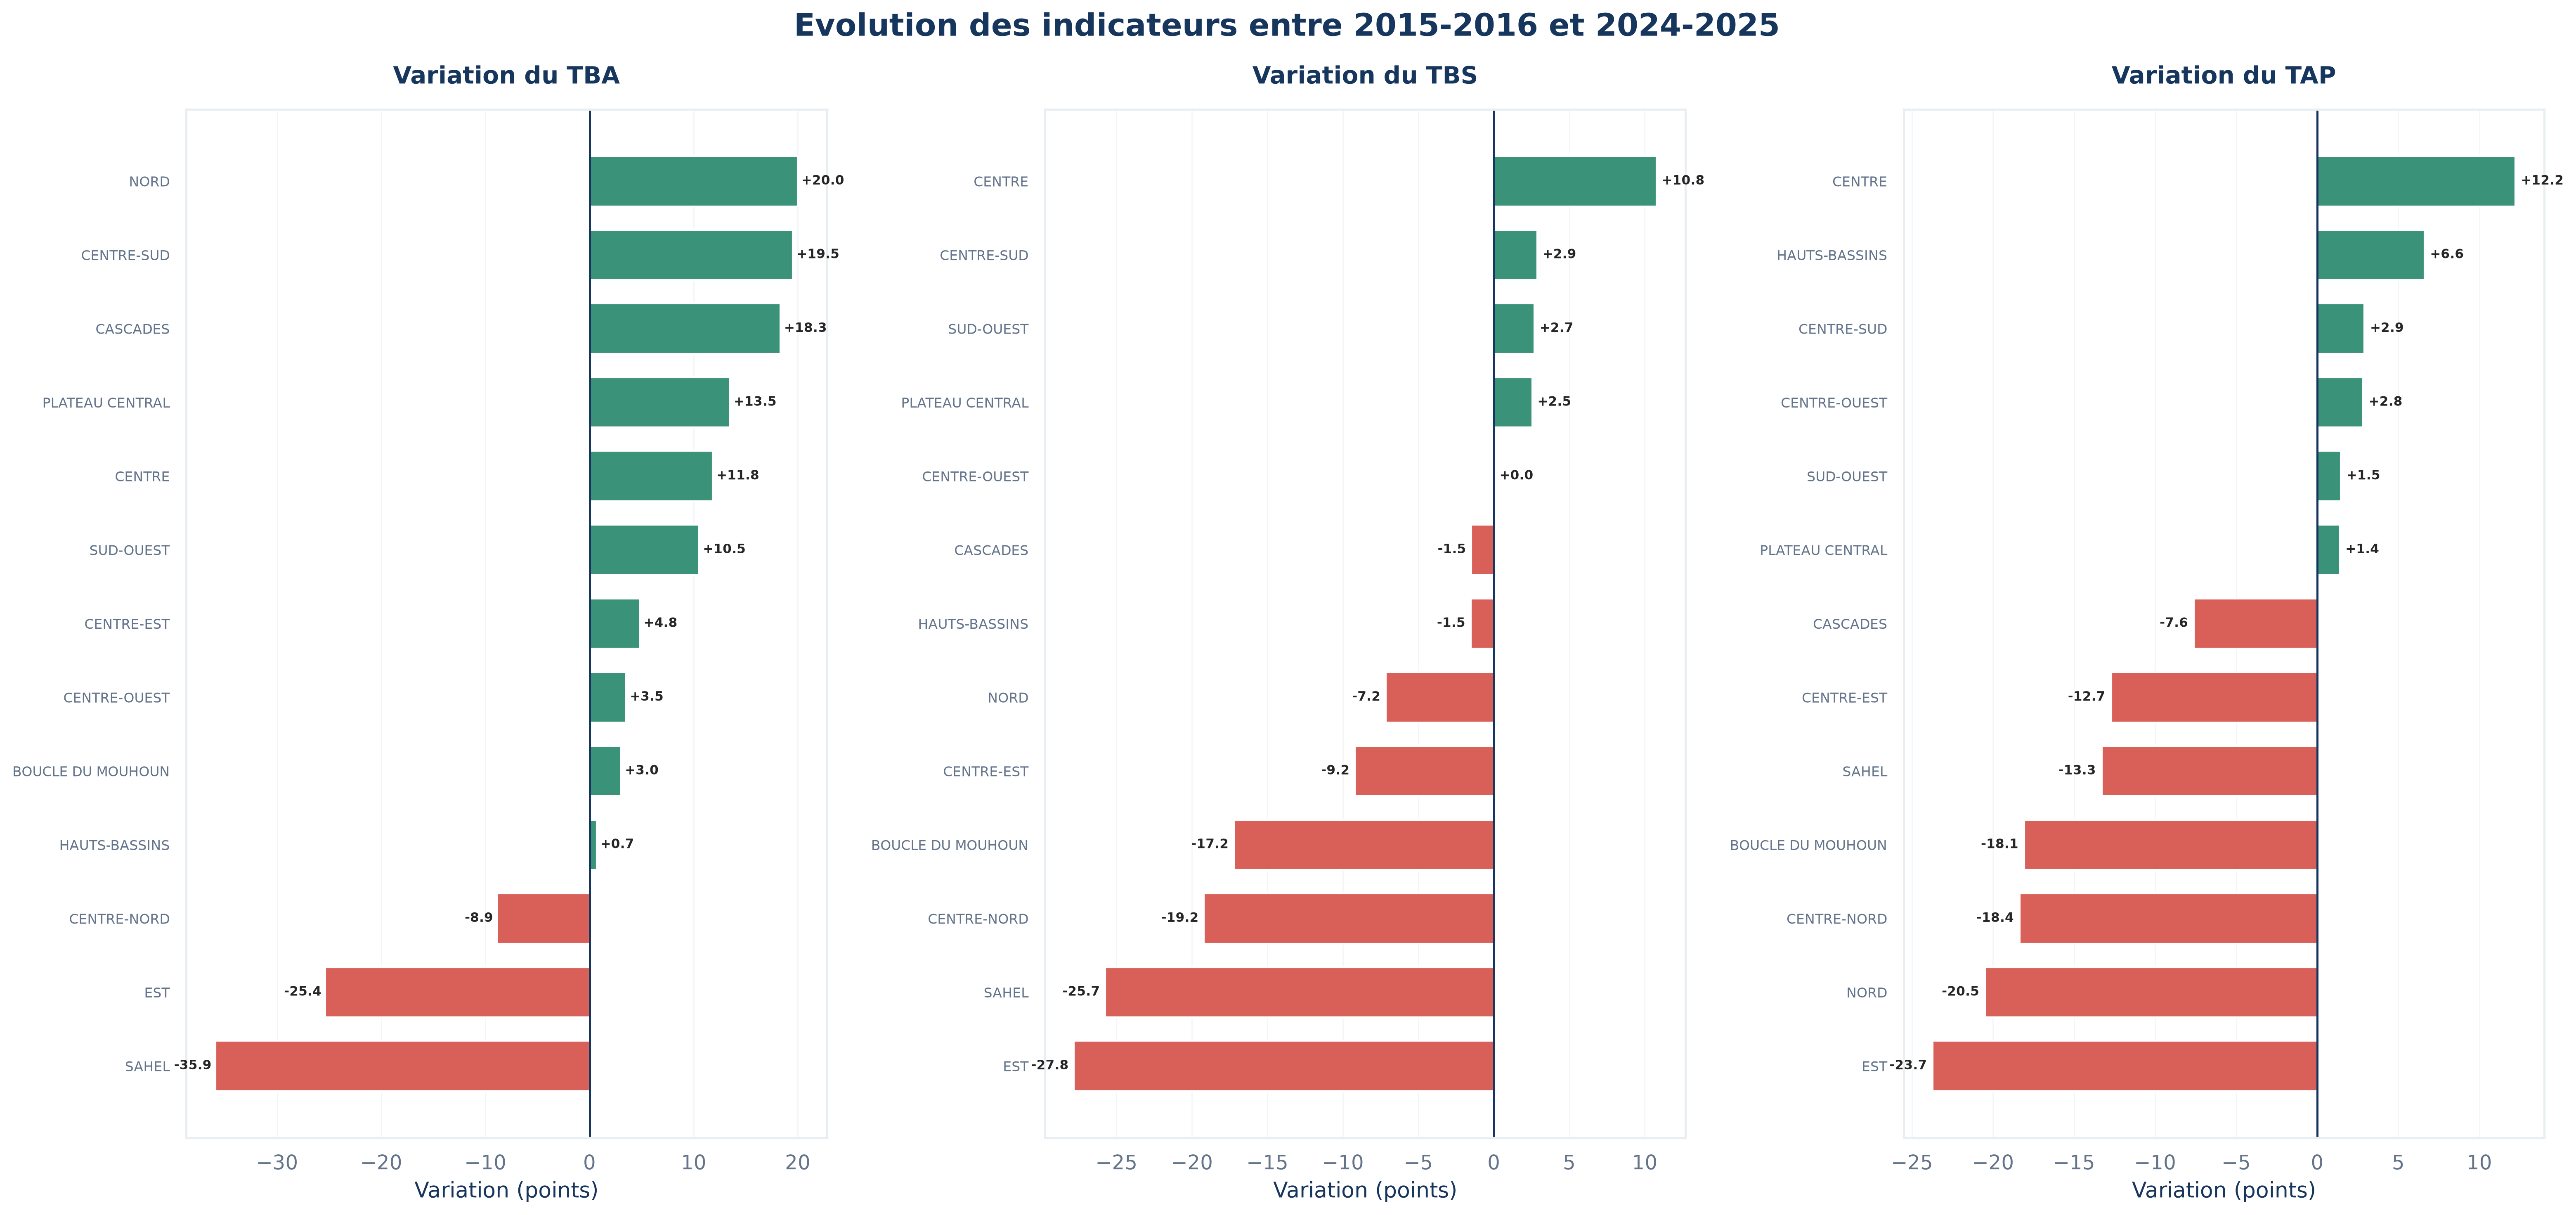 Evolution des indicateurs entre 2015-2016 et 2024-2025
Variation du TBA
NORD +20.0
CENTRE-SUD +19.5
CASCADES +18.3
PLATEAU CENTRAL +13.5
CENTRE +11.8
SUD-OUEST +10.5
CENTRE-EST +4.8
CENTRE-OUEST +3.5
BOUCLE DU MOUHOUN +3.0
HAUTS-BASSINS +0.7
CENTRE-NORD -8.9
EST -25.4
SAHEL -35.9
−30 −20 −10 0 10 20
Variation (points)
Variation du TBS
CENTRE +10.8
CENTRE-SUD +2.9
SUD-OUEST +2.7
PLATEAU CENTRAL +2.5
CENTRE-OUEST +0.0
CASCADES -1.5
HAUTS-BASSINS -1.5
NORD -7.2
CENTRE-EST -9.2
BOUCLE DU MOUHOUN -17.2
CENTRE-NORD -19.2
SAHEL -25.7
EST -27.8
−25 −20 −15 −10 −5 0 5 10
Variation (points)
Variation du TAP
CENTRE +12.2
HAUTS-BASSINS +6.6
CENTRE-SUD +2.9
CENTRE-OUEST +2.8
SUD-OUEST +1.5
PLATEAU CENTRAL +1.4
CASCADES -7.6
CENTRE-EST -12.7
SAHEL -13.3
BOUCLE DU MOUHOUN -18.1
CENTRE-NORD -18.4
NORD -20.5
EST -23.7
−25 −20 −15 −10 −5 0 5 10
Variation (points)